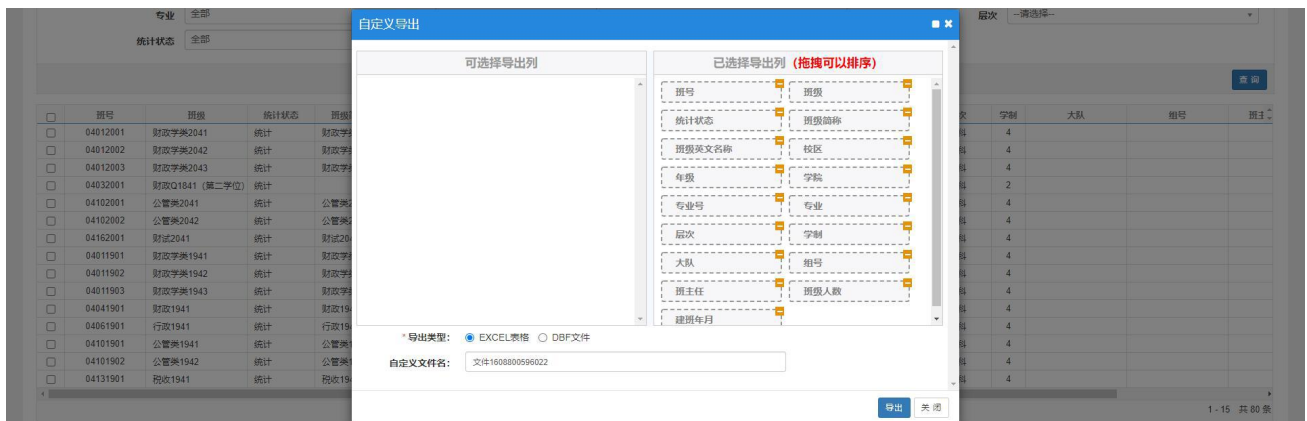 专业 全部
自定义导出
层次 --请选择--
统计状态 全部
可选择导出列
已选择导出列 (拖拽可以排序)
查 询
班号 班级
统计状态 班级简称
班级英文名称 校区
年级 学院
专业号 专业
层次 学制
大队 组号
班主任 班级人数
建班年月
班号 班级 统计状态 学制 大队 组号
04012001 财政学类2041 统计 4
04012002 财政学类2042 统计 4
04012003 财政学类2043 统计 4
04032001 财政Q1841 (第二学位) 统计 2
04102001 公管类2041 统计 4
04102002 公管类2042 统计 4
04162001 财试2041 统计 4
04011901 财政学类1941 统计 4
04011902 财政学类1942 统计 4
04011903 财政学类1943 统计 4
04041901 财政1941 统计 4
04061901 行政1941 统计 4
04101901 公管类1941 统计 4
04101902 公管类1942 统计 4
04131901 税收1941 统计 4
*导出类型: EXCEL表格 DBF文件
自定义文件名: 文件1608800596022
导出 关 闭
1 - 15 共 80 条